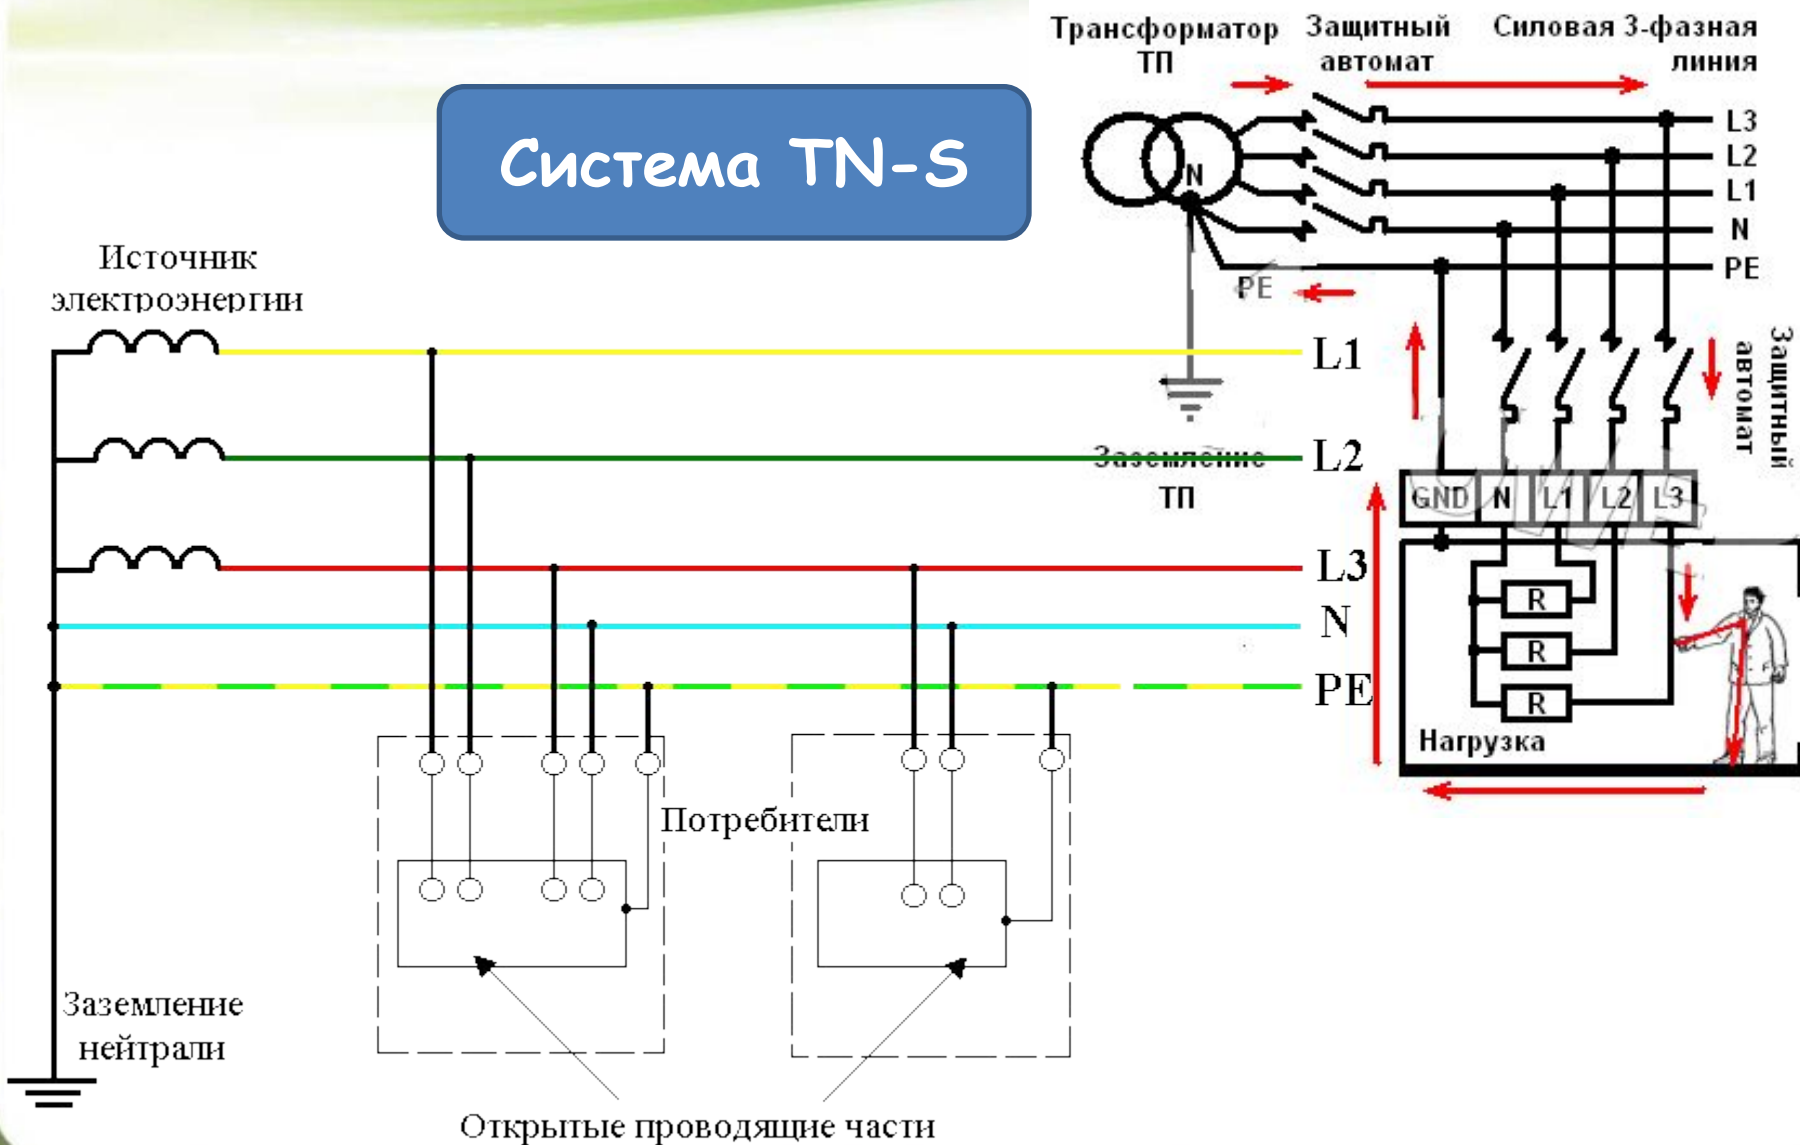 Трансформатор
ТП
Защитный
автомат
Силовая 3-фазная
линия
Система TN-S
N
L3
L2
L1
N
PE
PE
Источник
электроэнергии
L1
L2
L3
N
PE
Заземление
ТП
Защитный
автомат
GND N L1 L2 L3
R
R
R
Нагрузка
Потребители
Заземление
нейтрали
Открытые проводящие части